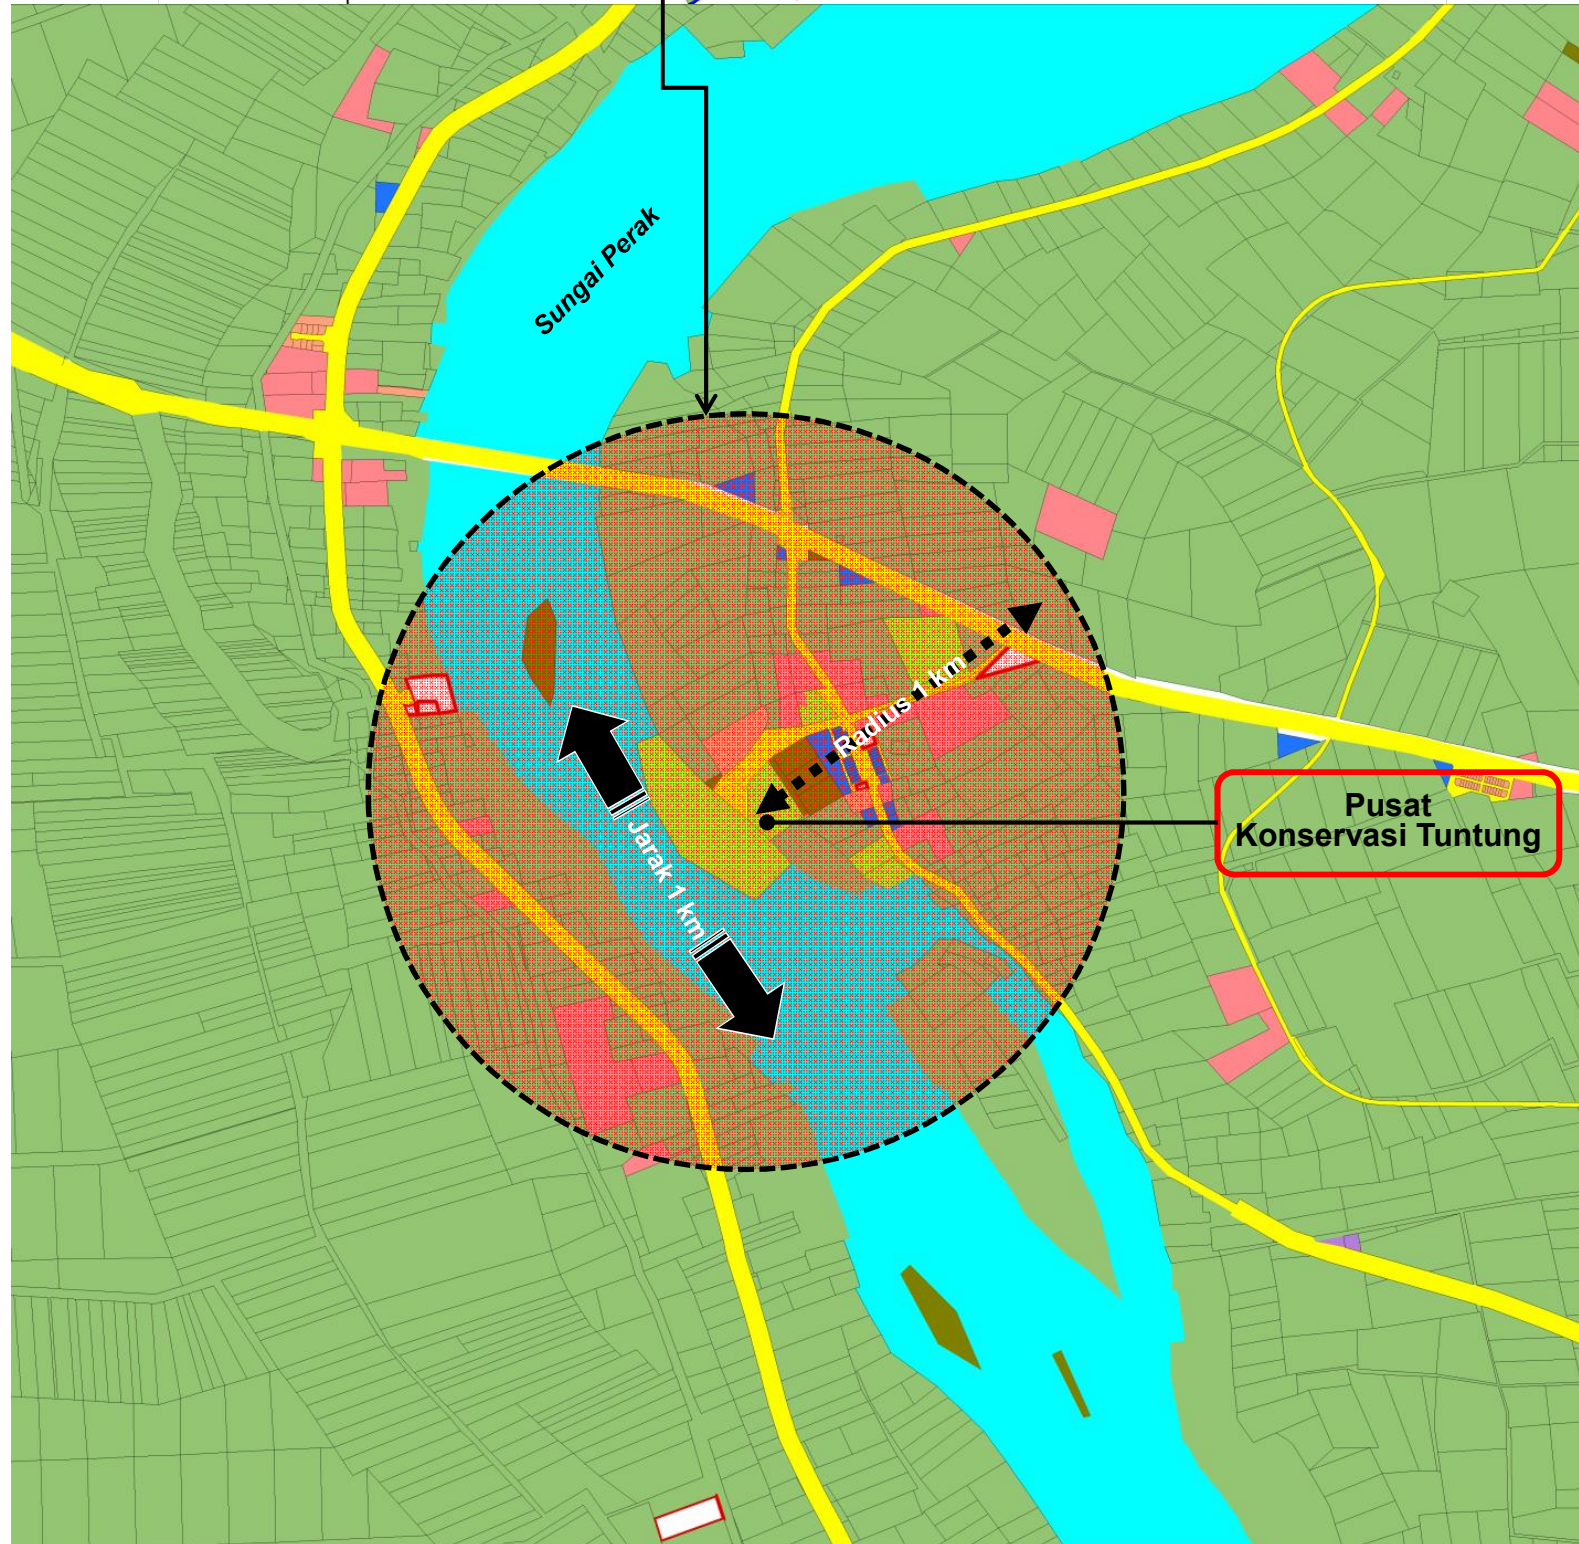 Sungai Perak
Radius 1 km
Pusat
Konservasi Tuntung
Jarak 1 km